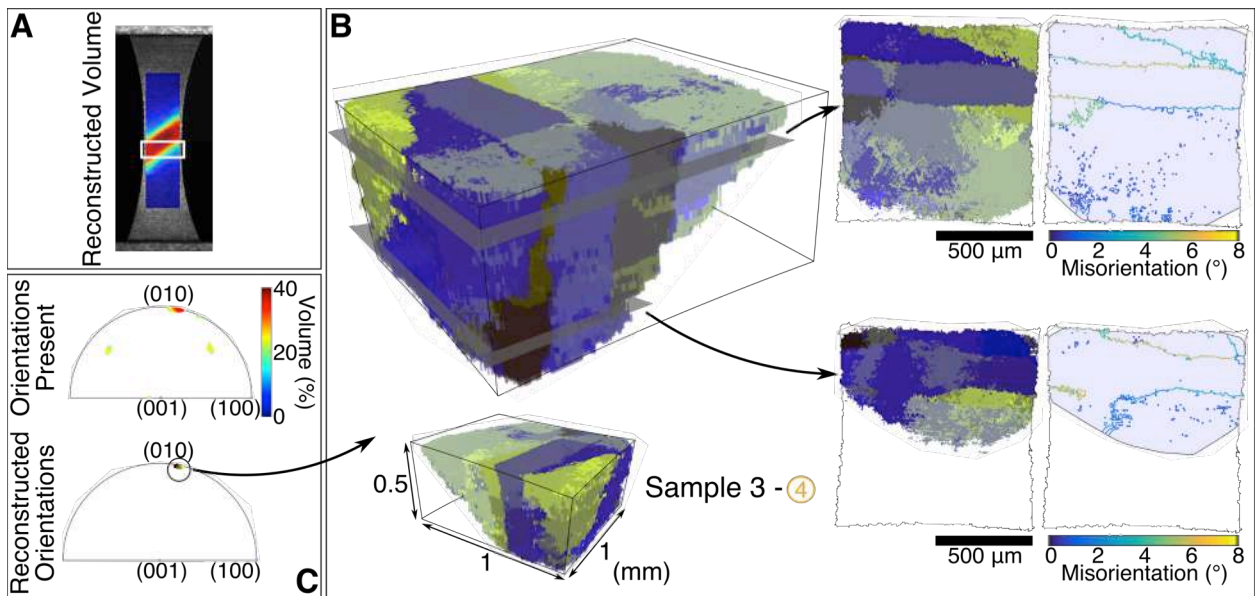 A
Reconstructed Volume
B
500 µm
0 2 4 6 8
Misorientation (°)
Orientations
Present
(010)
(001)
(100)
40
20
0
Volume (%)
Reconstructed
Orientations
(010)
(001)
(100)
C
0.5
1
1
(mm)
Sample 3 - 4
500 µm
0 2 4 6 8
Misorientation (°)